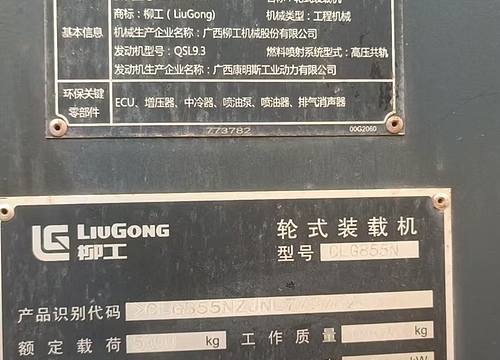 商标：柳工（LiuGong）
机械类型：工程机械
机械生产企业名称：广西柳工机械股份有限公司
基本信息
发动机型号：QSL9.3
燃料喷射系统型式：高压共轨
发动机生产企业名称：广西康明斯工业动力有限公司
环保关键零部件
ECU、增压器、中冷器、喷油泵、喷油器、排气消声器
773782
00G2060
LIUGONG
柳工
轮式装载机
型号 CLG855N
产品识别代码
额定载荷 kg
工作质量 kg
kW